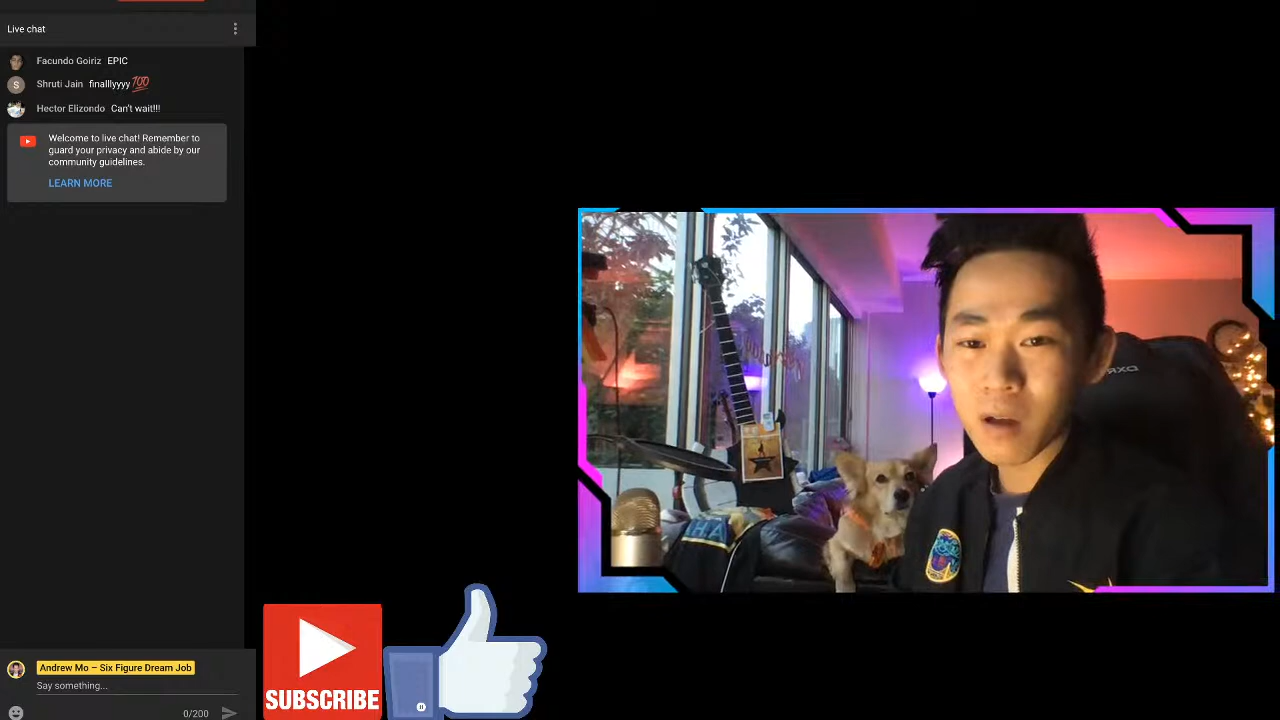 Live chat
Facundo Goiriz EPIC
Shruti Jain finalllyyyy 💯
Hector Elizondo Can't wait!!!
Welcome to live chat! Remember to
guard your privacy and abide by our
community guidelines.
LEARN MORE
Andrew Mo – Six Figure Dream Job
Say something...
0/200
SUBSCRIBE